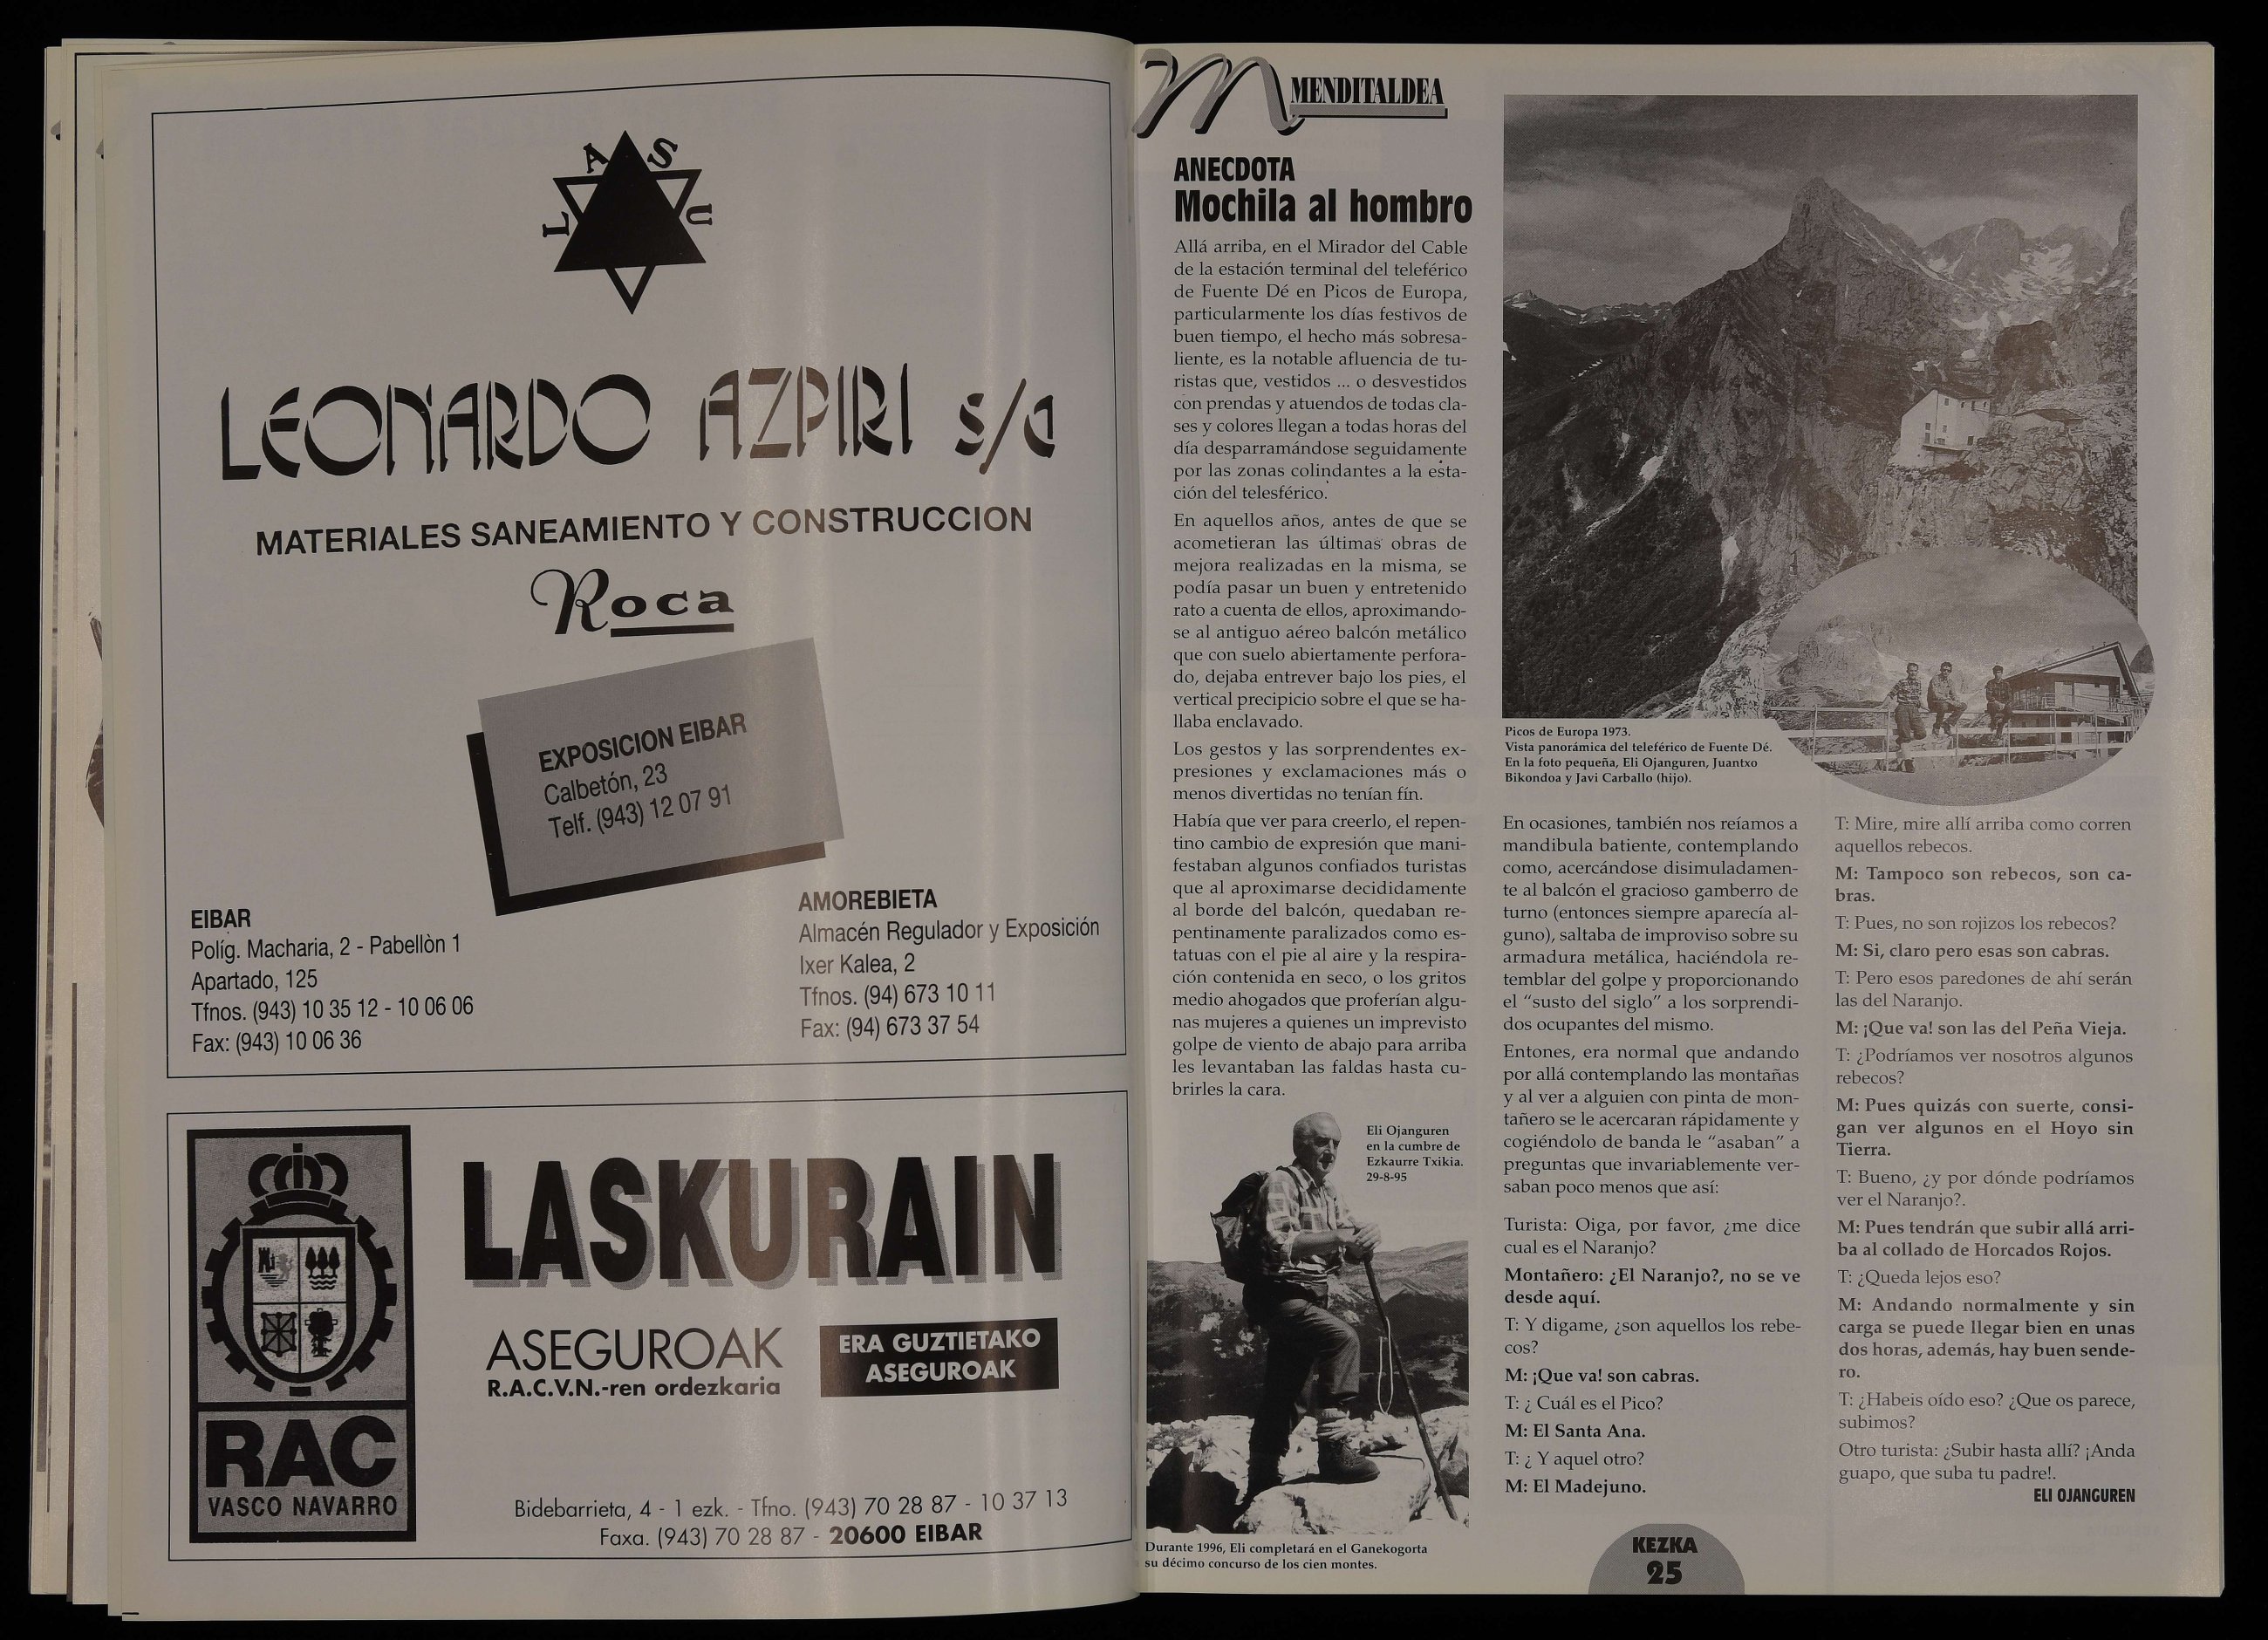 L A S U
LEONARDO AZPIRI s/a
MATERIALES SANEAMIENTO Y CONSTRUCCION
Roca
EXPOSICION EIBAR
Calbetón, 23
Telf. (943) 12 07 91
EIBAR
Políg. Macharia, 2 - Pabellòn 1
Apartado, 125
Tfnos. (943) 10 35 12 - 10 06 06
Fax: (943) 10 06 36
AMOREBIETA
Almacén Regulador y Exposición
Ixer Kalea, 2
Tfnos. (94) 673 10 11
Fax: (94) 673 37 54
RAC
VASCO NAVARRO
LASKURAIN
ASEGUROAK
R.A.C.V.N.-ren ordezkaria
ERA GUZTIETAKO
ASEGUROAK
Bidebarrieta, 4 - 1 ezk. - Tfno. (943) 70 28 87 - 10 37 13
Faxa. (943) 70 28 87 - 20600 EIBAR
M MENDITALDEA
ANECDOTA
Mochila al hombro
Allá arriba, en el Mirador del Cable
de la estación terminal del teleférico
de Fuente Dé en Picos de Europa,
particularmente los días festivos de
buen tiempo, el hecho más sobresa-
liente, es la notable afluencia de tu-
ristas que, vestidos ... o desvestidos
con prendas y atuendos de todas cla-
ses y colores llegan a todas horas del
día desparramándose seguidamente
por las zonas colindantes a la esta-
ción del telesférico.
En aquellos años, antes de que se
acometieran las últimas obras de
mejora realizadas en la misma, se
podía pasar un buen y entretenido
rato a cuenta de ellos, aproximando-
se al antiguo aéreo balcón metálico
que con suelo abiertamente perfora-
do, dejaba entrever bajo los pies, el
vertical precipicio sobre el que se ha-
llaba enclavado.
Los gestos y las sorprendentes ex-
presiones y exclamaciones más o
menos divertidas no tenían fín.
Había que ver para creerlo, el repen-
tino cambio de expresión que mani-
festaban algunos confiados turistas
que al aproximarse decididamente
al borde del balcón, quedaban re-
pentinamente paralizados como es-
tatuas con el pie al aire y la respira-
ción contenida en seco, o los gritos
medio ahogados que proferían algu-
nas mujeres a quienes un imprevisto
golpe de viento de abajo para arriba
les levantaban las faldas hasta cu-
brirles la cara.
Eli Ojanguren
en la cumbre de
Ezkaurre Txikia.
29-8-95
Durante 1996, Eli completará en el Ganekogorta
su décimo concurso de los cien montes.
Picos de Europa 1973.
Vista panorámica del teleférico de Fuente Dé.
En la foto pequeña, Eli Ojanguren, Juantxo
Bikondoa y Javi Carballo (hijo).
En ocasiones, también nos reíamos a
mandibula batiente, contemplando
como, acercándose disimuladamen-
te al balcón el gracioso gamberro de
turno (entonces siempre aparecía al-
guno), saltaba de improviso sobre su
armadura metálica, haciéndola re-
temblar del golpe y proporcionando
el “susto del siglo” a los sorprendi-
dos ocupantes del mismo.
Entones, era normal que andando
por allá contemplando las montañas
y al ver a alguien con pinta de mon-
tañero se le acercaran rápidamente y
cogiéndolo de banda le “asaban” a
preguntas que invariablemente ver-
saban poco menos que así:
Turista: Oiga, por favor, ¿me dice
cual es el Naranjo?
Montañero: ¿El Naranjo?, no se ve
desde aquí.
T: Y digame, ¿son aquellos los rebe-
cos?
M: ¡Que va! son cabras.
T: ¿ Cuál es el Pico?
M: El Santa Ana.
T: ¿ Y aquel otro?
M: El Madejuno.
T: Mire, mire allí arriba como corren
aquellos rebecos.
M: Tampoco son rebecos, son ca-
bras.
T: Pues, no son rojizos los rebecos?
M: Si, claro pero esas son cabras.
T: Pero esos paredones de ahí serán
las del Naranjo.
M: ¡Que va! son las del Peña Vieja.
T: ¿Podríamos ver nosotros algunos
rebecos?
M: Pues quizás con suerte, consi-
gan ver algunos en el Hoyo sin
Tierra.
T: Bueno, ¿y por dónde podríamos
ver el Naranjo?.
M: Pues tendrán que subir allá arri-
ba al collado de Horcados Rojos.
T: ¿Queda lejos eso?
M: Andando normalmente y sin
carga se puede llegar bien en unas
dos horas, además, hay buen sende-
ro.
T: ¿Habeis oído eso? ¿Que os parece,
subimos?
Otro turista: ¿Subir hasta allí? ¡Anda
guapo, que suba tu padre!.
ELI OJANGUREN
KEZKA
25